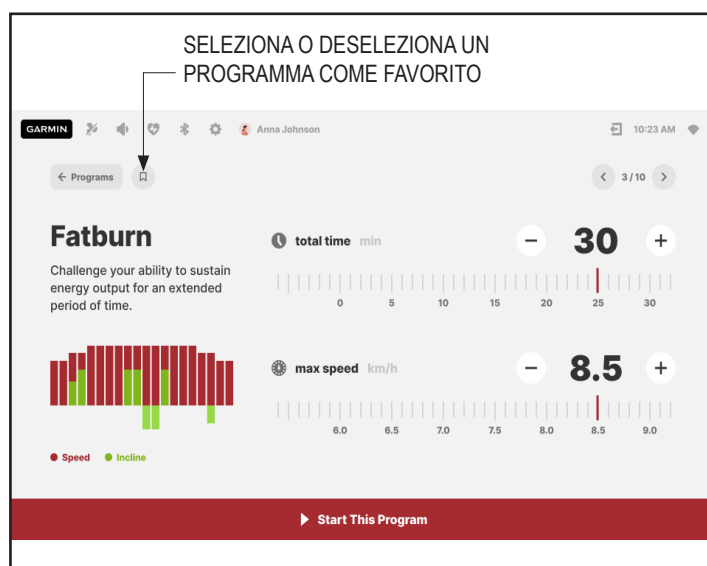 SELEZIONA O DESELEZIONA UN
PROGRAMMA COME FAVORITO
GARMIN Anna Johnson 10:23 AM
Programs 3 / 10
Fatburn
Challenge your ability to sustain
energy output for an extended
period of time.
Speed Incline
total time min 30
0 5 10 15 20 25 30
max speed km/h 8.5
6.0 6.5 7.0 7.5 8.0 8.5 9.0
Start This Program